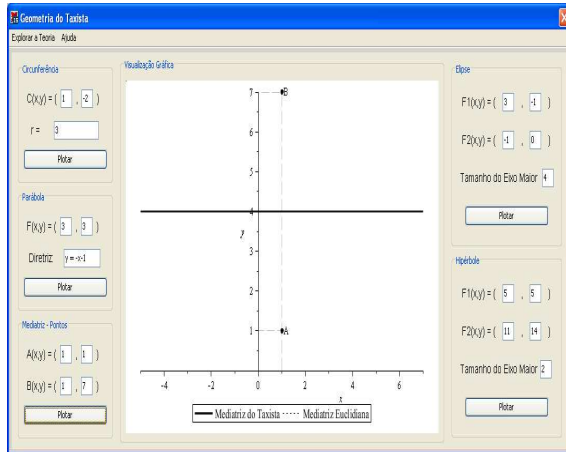 Geometria do Taxista
Explorar a Teoria Ajuda
Circunferência
C(x,y) = ( 1 , -2 )
r = 3
Plotar
Parábola
F(x,y) = ( 3 , 3 )
Diretriz y = -x-1
Plotar
Mediatriz - Pontos
A(x,y) = ( 1 , 1 )
B(x,y) = ( 1 , 7 )
Plotar
Visualização Gráfica
7 B
6
5
4
y
3
2
1 A
-4 -2 0 2 4 6
x
Mediatriz do Taxista Mediatriz Euclidiana
Elipse
F1(x,y) = ( 3 , -1 )
F2(x,y) = ( -1 , 0 )
Tamanho do Eixo Maior 4
Plotar
Hipérbole
F1(x,y) = ( 5 , 5 )
F2(x,y) = ( 11 , 14 )
Tamanho do Eixo Maior 2
Plotar